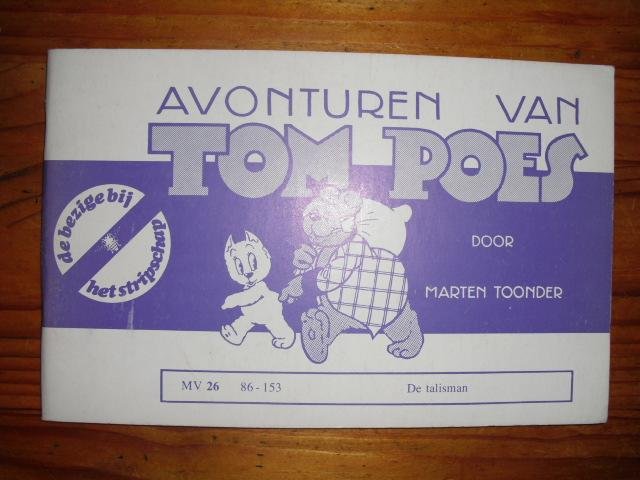 AVONTUREN VAN
TOM POES
de bezige bij
het stripschap
DOOR
MARTEN TOONDER
MV 26 86-153 De talisman